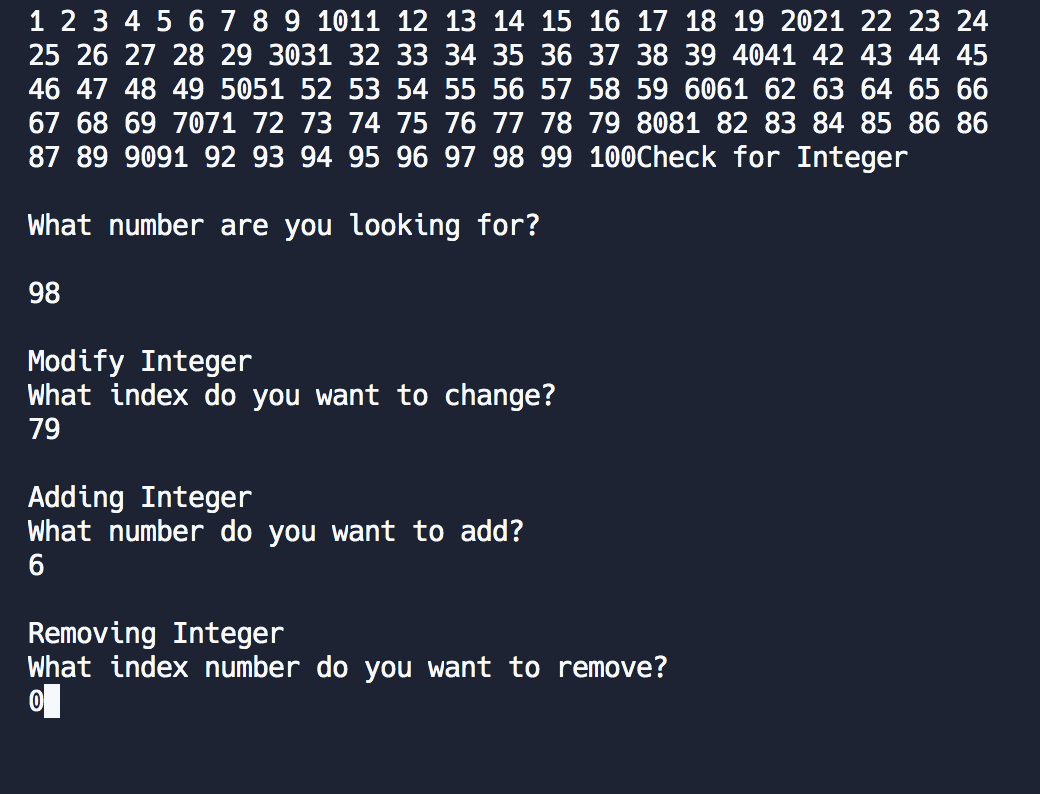 1 2 3 4 5 6 7 8 9 1011 12 13 14 15 16 17 18 19 2021 22 23 24
25 26 27 28 29 3031 32 33 34 35 36 37 38 39 4041 42 43 44 45
46 47 48 49 5051 52 53 54 55 56 57 58 59 6061 62 63 64 65 66
67 68 69 7071 72 73 74 75 76 77 78 79 8081 82 83 84 85 86 86
87 89 9091 92 93 94 95 96 97 98 99 100Check for Integer
What number are you looking for?
98
Modify Integer
What index do you want to change?
79
Adding Integer
What number do you want to add?
6
Removing Integer
What index number do you want to remove?
0